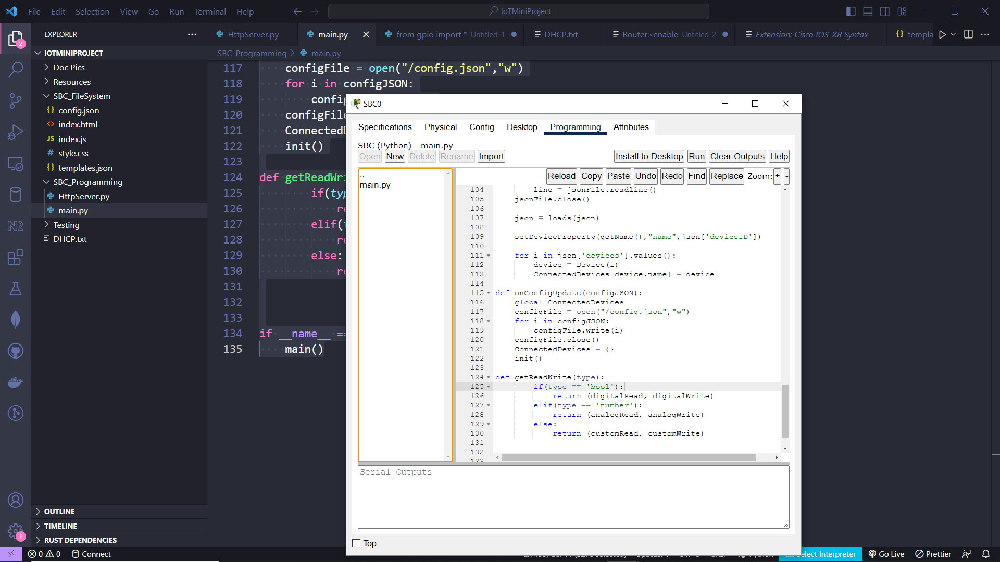 File Edit Selection View Go Run Terminal Help
IoTMiniProject
EXPLORER
HttpServer.py
main.py
from gpio import * Untitled-1
DHCP.txt
Router>enable Untitled-2
Extension: Cisco IOS-XR Syntax
templa
IOTMINIPROJECT
Doc Pics
Resources
SBC_FileSystem
config.json
index.html
index.js
style.css
templates.json
SBC_Programming
HttpServer.py
main.py
Testing
DHCP.txt
OUTLINE
TIMELINE
RUST DEPENDENCIES
2
1
SBC_Programming > main.py
117 configFile = open("/config.json","w")
118 for i in configJSON:
119 config
120 configFile
121 Connected
122 init()
123
124 def getReadWri
125 if(typ
126 re
127 elif(
128 re
129 else:
130 re
131
132
133
134 if __name__ ==
135 main()
SBC0
Specifications Physical Config Desktop Programming Attributes
SBC (Python) - main.py
Open New Delete Rename Import
Install to Desktop Run Clear Outputs Help
..
main.py
Reload Copy Paste Undo Redo Find Replace Zoom: + -
104 line = jsonFile.readline()
105 jsonFile.close()
106
107 json = loads(json)
108
109 setDeviceProperty(getName(),"name",json['deviceID'])
110
111 for i in json['devices'].values():
112 device = Device(i)
113 ConnectedDevices[device.name] = device
114
115 def onConfigUpdate(configJSON):
116 global ConnectedDevices
117 configFile = open("/config.json","w")
118 for i in configJSON:
119 configFile.write(i)
120 configFile.close()
121 ConnectedDevices = {}
122 init()
123
124 def getReadWrite(type):
125 if(type == 'bool'):
126 return (digitalRead, digitalWrite)
127 elif(type == 'number'):
128 return (analogRead, analogWrite)
129 else:
130 return (customRead, customWrite)
131
132
133
Serial Outputs
Top
0 0 Connect
elect Interpreter
Go Live
Prettier